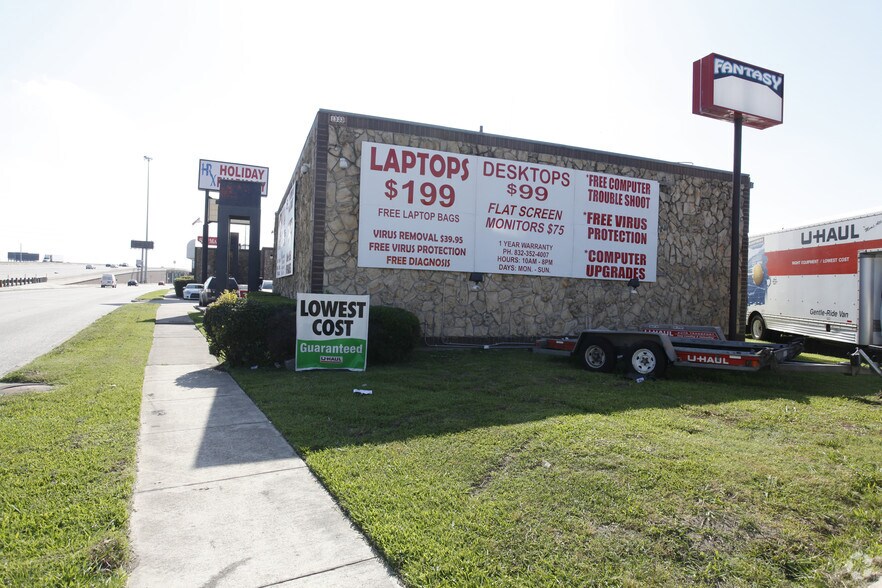 HRx HOLIDAY
LAPTOPS
$199
FREE LAPTOP BAGS
VIRUS REMOVAL $39.95
FREE VIRUS PROTECTION
FREE DIAGNOSIS
DESKTOPS
$99
FLAT SCREEN
MONITORS $75
1 YEAR WARRANTY
PH: 832-352-4007
HOURS: 10AM - 8PM
DAYS: MON. - SUN
*FREE COMPUTER
TROUBLE SHOOT
*FREE VIRUS
PROTECTION
*COMPUTER
UPGRADES
FANTASY
LOWEST
COST
Guaranteed
U-HAUL
U-HAUL
U-HAUL
Gentle-Ride Van